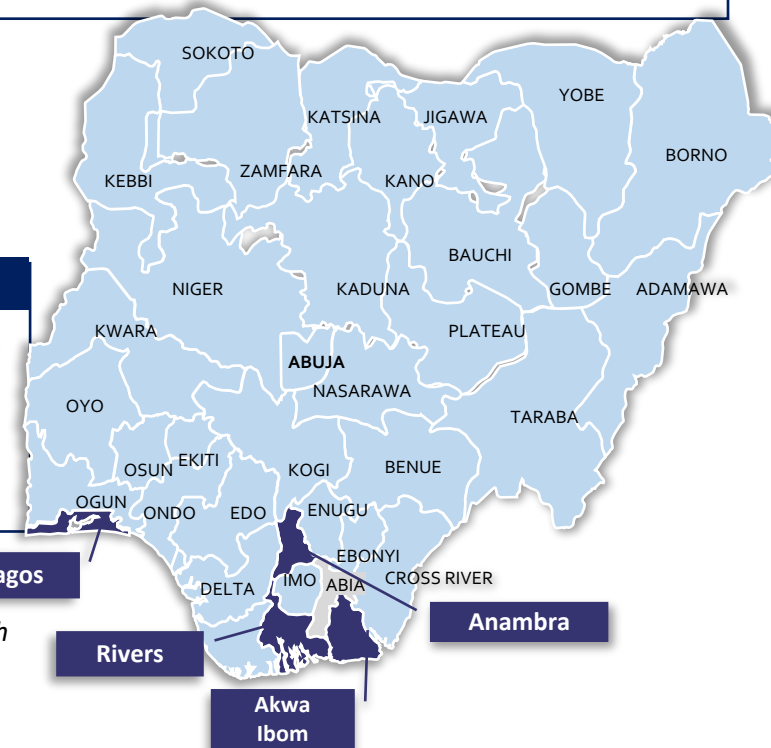 SOKOTO
YOBE
KATSINA
JIGAWA
BORNO
ZAMFARA
KEBBI
KANO
BAUCHI
NIGER
KADUNA
GOMBE
ADAMAWA
KWARA
PLATEAU
ABUJA
NASARAWA
OYO
TARABA
EKITI
OSUN
KOGI
BENUE
OGUN
ONDO
EDO
ENUGU
EBONYI
agos
IMO
ABIA
CROSS RIVER
DELTA
Anambra
h
Rivers
Akwa
Ibom